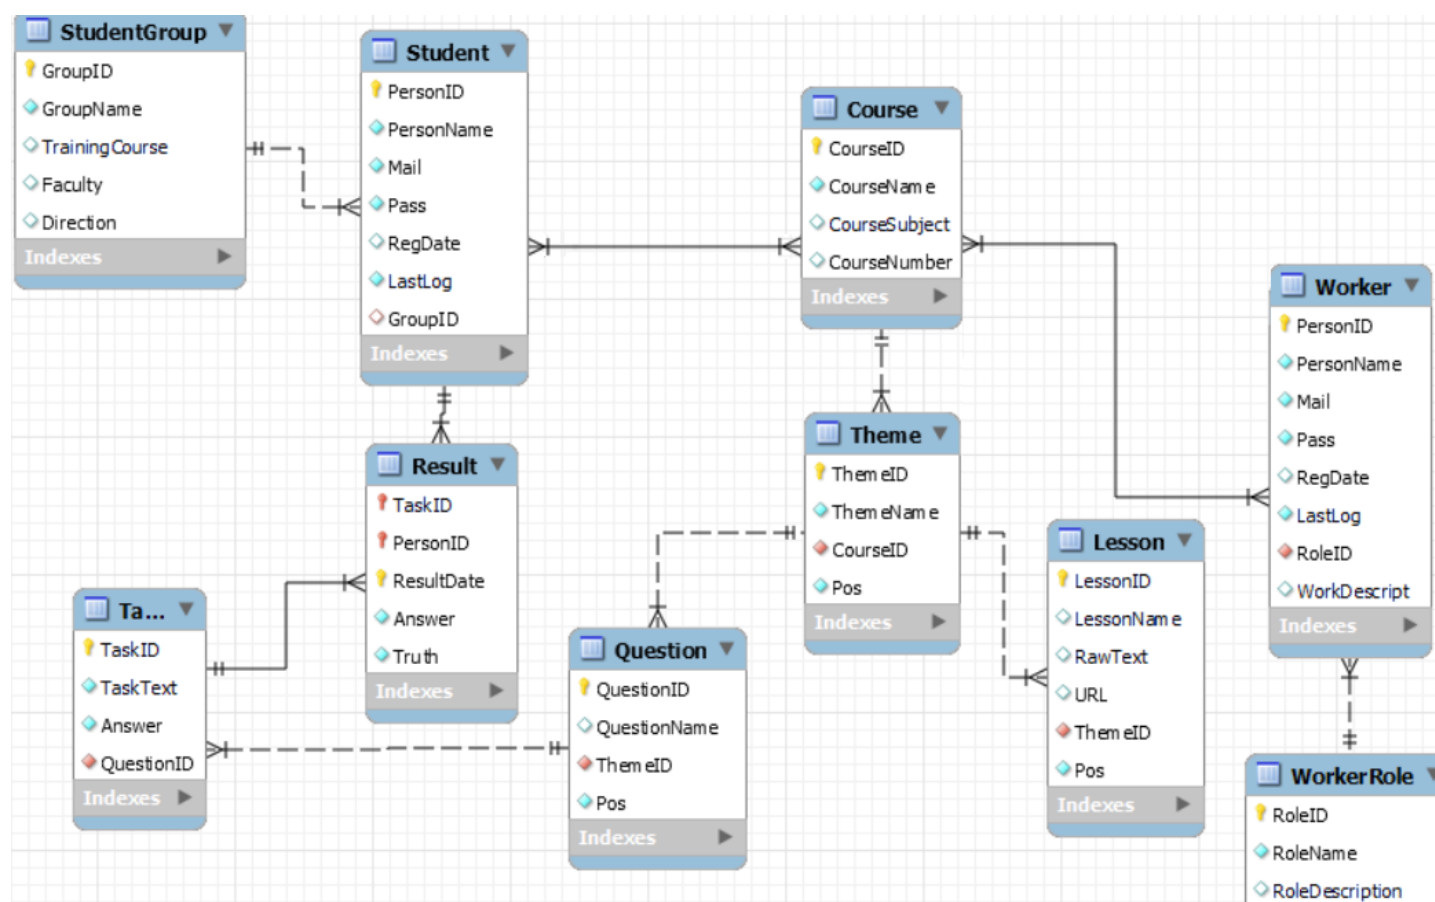 StudentGroup
GroupID
GroupName
TrainingCourse
Faculty
Direction
Indexes
Student
PersonID
PersonName
Mail
Pass
RegDate
LastLog
GroupID
Indexes
Course
CourseID
CourseName
CourseSubject
CourseNumber
Indexes
Worker
PersonID
PersonName
Mail
Pass
RegDate
LastLog
RoleID
WorkDescript
Indexes
Result
TaskID
PersonID
ResultDate
Answer
Truth
Indexes
Theme
ThemeID
ThemeName
CourseID
Pos
Indexes
Lesson
LessonID
LessonName
RawText
URL
ThemeID
Pos
Indexes
Ta...
TaskID
TaskText
Answer
QuestionID
Indexes
Question
QuestionID
QuestionName
ThemeID
Pos
Indexes
WorkerRole
RoleID
RoleName
RoleDescription